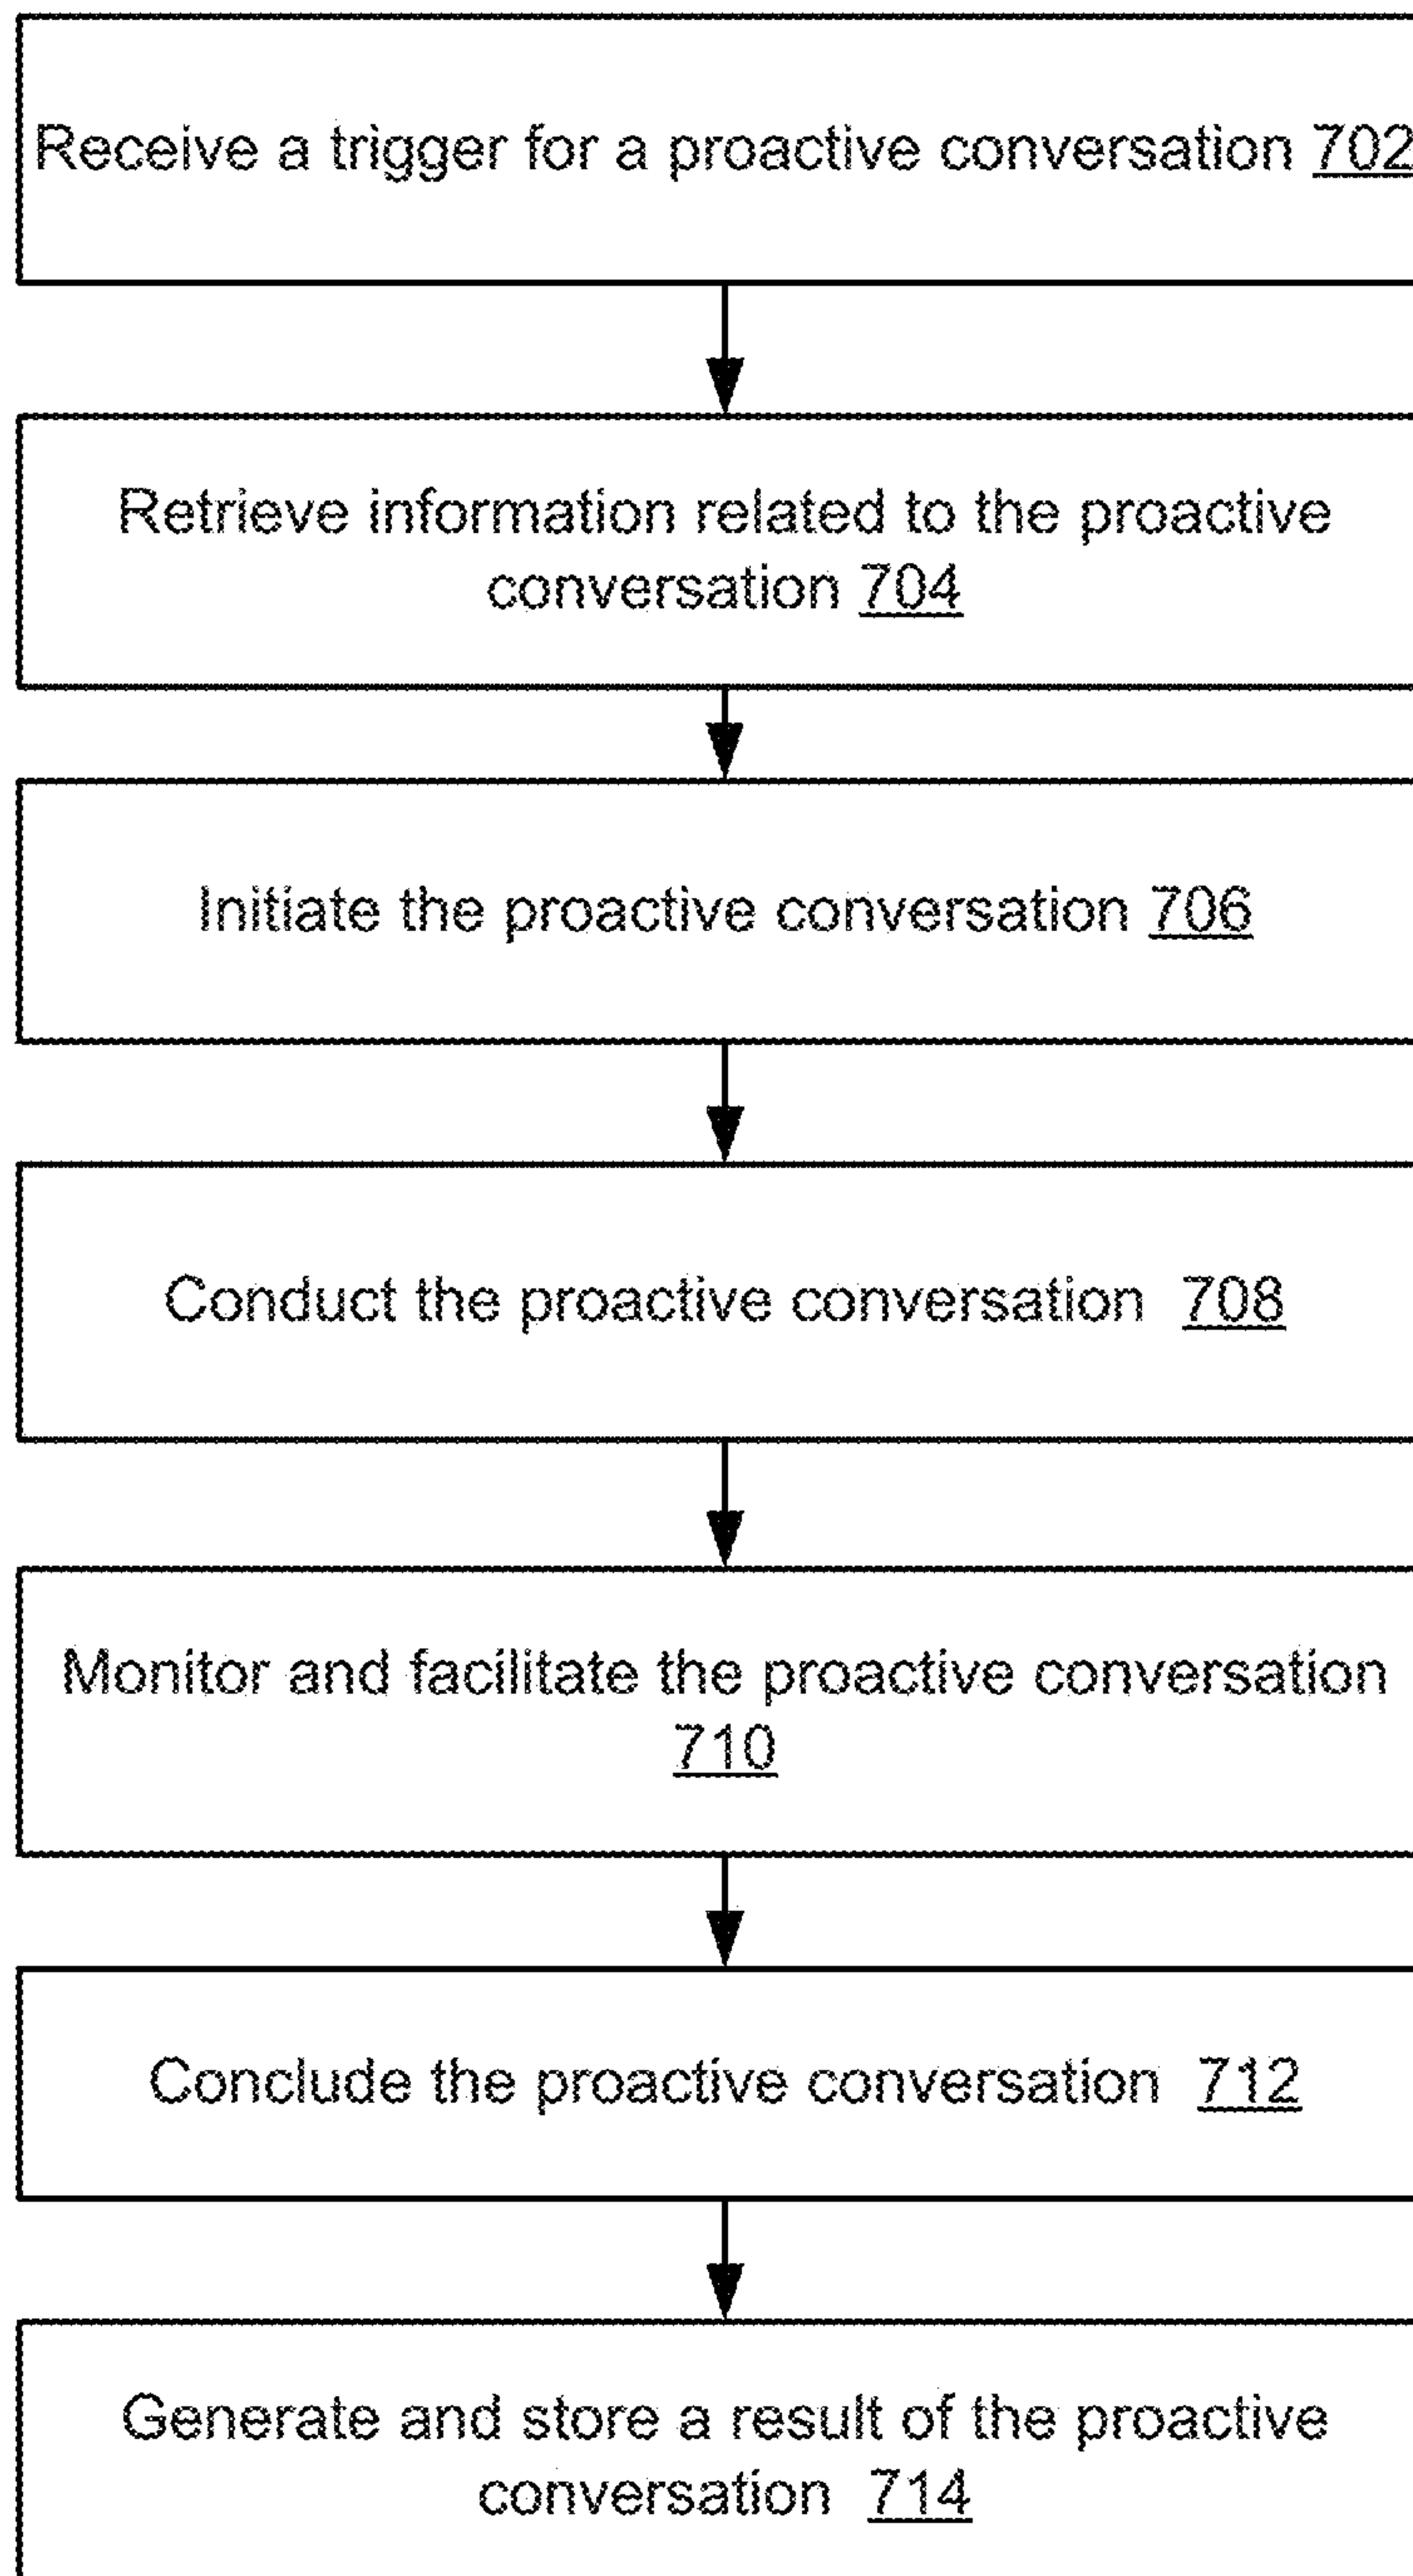 Receive a trigger for a proactive conversation 702
Retrieve information related to the proactive
conversation 704
Initiate the proactive conversation 706
Conduct the proactive conversation 708
Monitor and facilitate the proactive conversation
710
Conclude the proactive conversation 712
Generate and store a result of the proactive
conversation 714